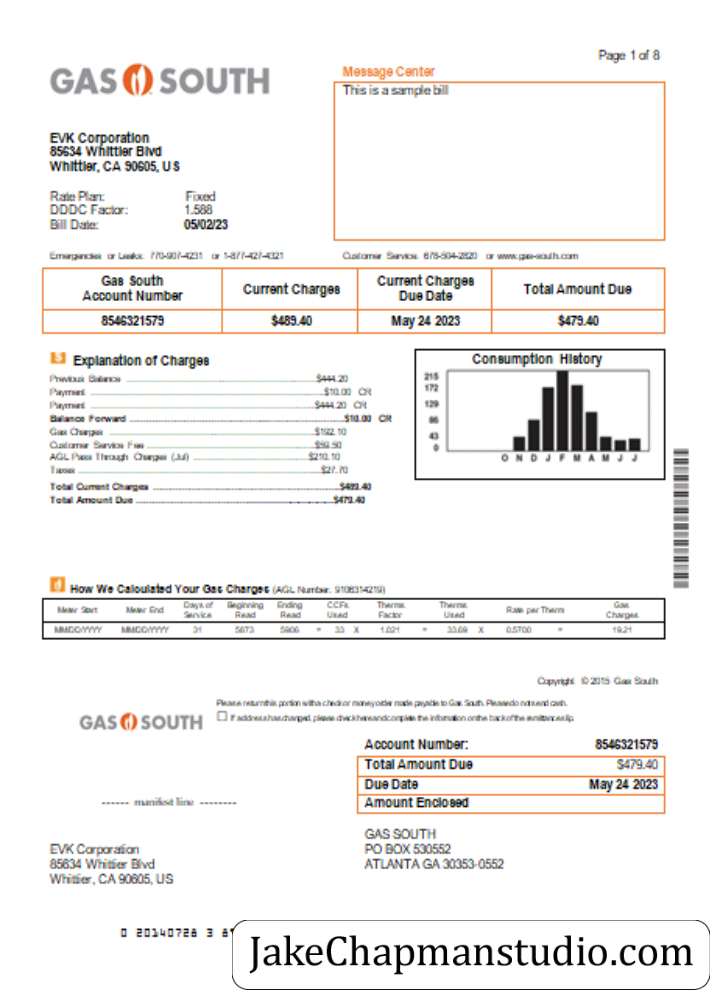 Page 1 of 8
GAS SOUTH
Message Center
This is a sample bill
EVK Corporation
85634 Whittier Blvd
Whittier, CA 90605, US
Rate Plan: Fixed
DDDC Factor: 1.588
Bill Date: 05/02/23
Emergencies or Leaks: 770-907-4231 or 1-877-427-4321 Customer Service: 678-504-2820 or www.gas-south.com
Gas South Account Number Current Charges Current Charges Due Date Total Amount Due
8546321579 $489.40 May 24 2023 $479.40
Explanation of Charges
Previous Balance $444.20
Payment $10.00 CR
Payment $444.20 CR
Balance Forward $10.00 CR
Gas Charges $192.10
Customer Service Fee $59.50
AGL Pass Through Charges (Jul) $210.10
Taxes $27.70
Total Current Charges $489.40
Total Amount Due $479.40
Consumption History
215
172
129
86
43
0
O N D J F M A M J J
How We Calculated Your Gas Charges (AGL Number: 9108314219)
Meter Start Meter End Days of Service Beginning Read Ending Read CCFs Used Therms Factor Therms Used Rate per Therm Gas Charges
MM/DD/YYYY MM/DD/YYYY 31 5873 5906 = 33 X 1.021 = 33.69 X 0.5700 = 19.21
Copyright © 2015 Gas South
Please return this portion with a check or money order made payable to Gas South. Please do not send cash.
GAS SOUTH
If address has changed, please check here and complete the information on the back of the remittance slip.
Account Number: 8546321579
Total Amount Due $479.40
Due Date May 24 2023
Amount Enclosed
------ manifest line --------
GAS SOUTH
PO BOX 530552
ATLANTA GA 30353-0552
EVK Corporation
85634 Whittier Blvd
Whittier, CA 90605, US
0 20140728 3
JakeChapmanstudio.com